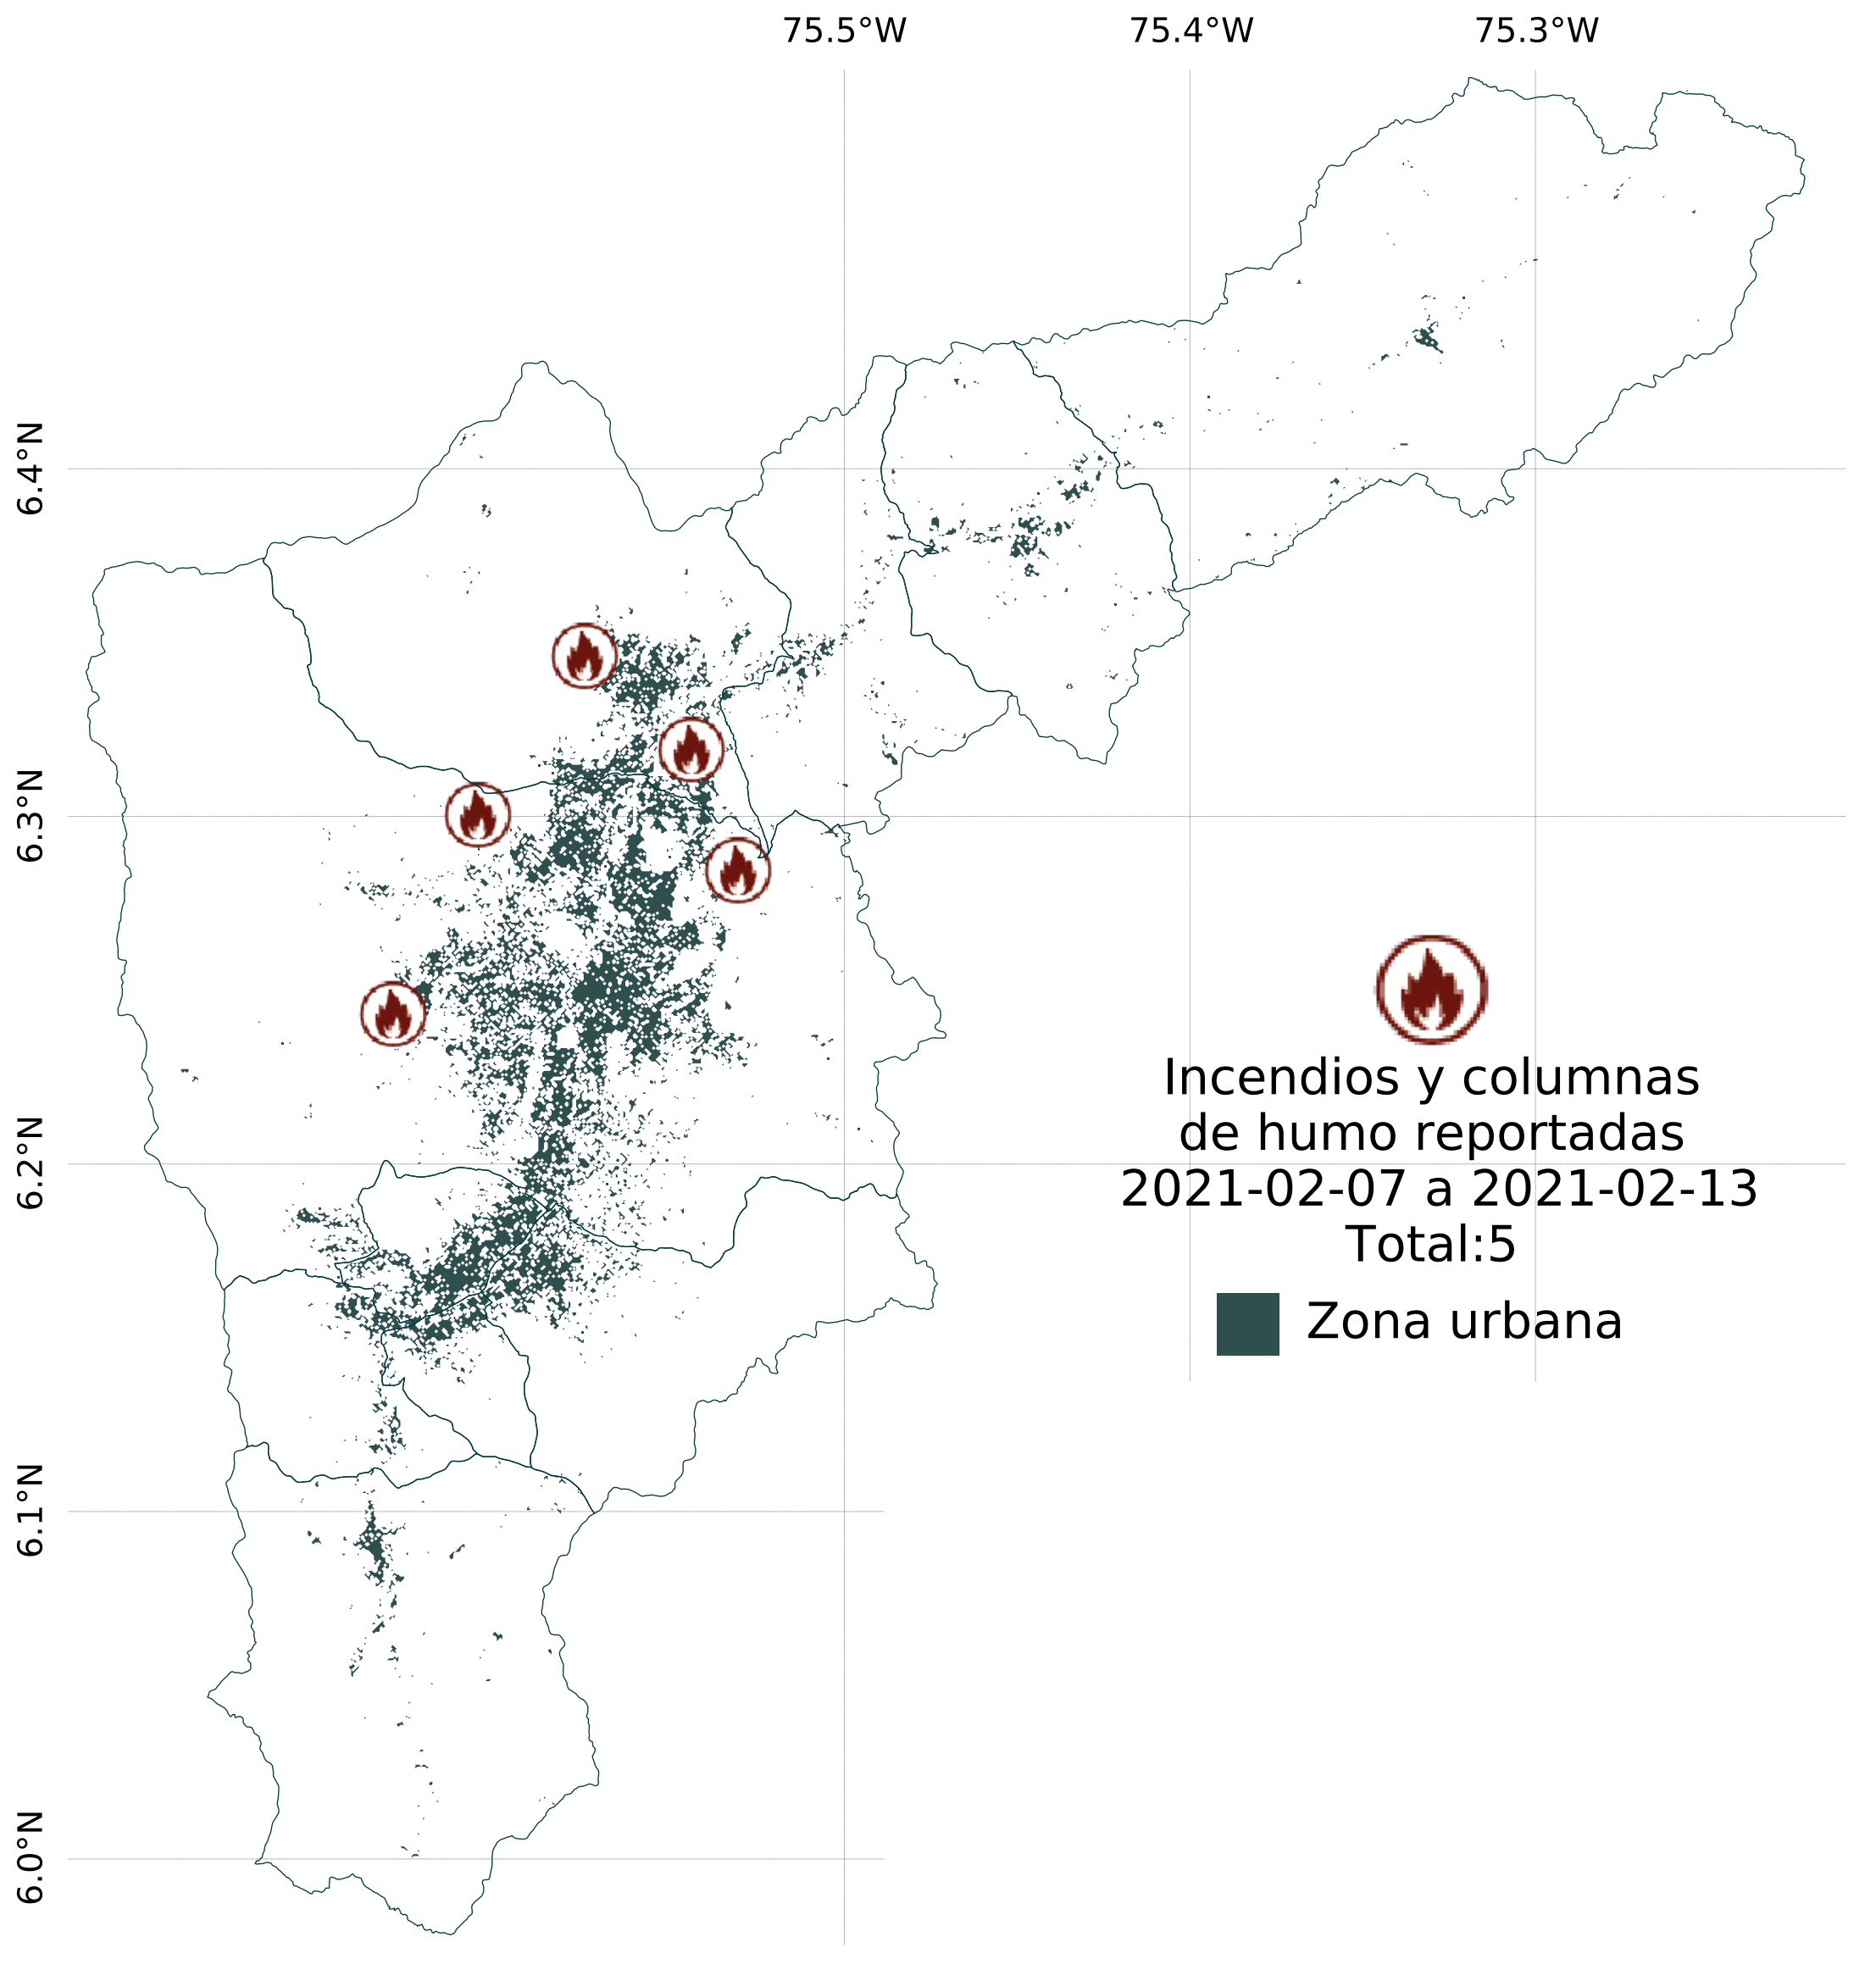 75.5°W
75.4°W
75.3°W
6.4°N
6.3°N
6.2°N
6.1°N
6.0°N
Incendios y columnas
de humo reportadas
2021-02-07 a 2021-02-13
Total:5
Zona urbana